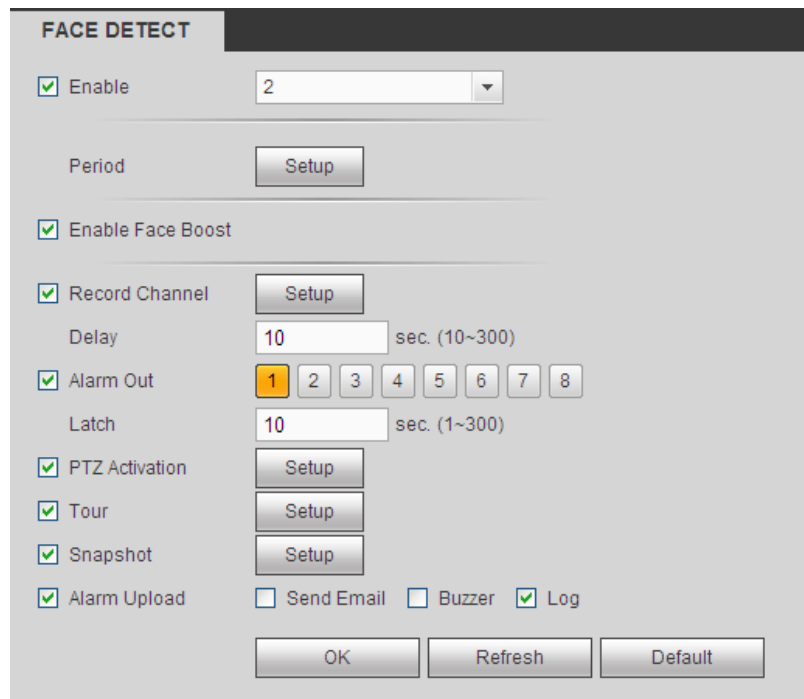 FACE DETECT
Enable 2
Period Setup
Enable Face Boost
Record Channel Setup
Delay 10 sec. (10~300)
Alarm Out 1 2 3 4 5 6 7 8
Latch 10 sec. (1~300)
PTZ Activation Setup
Tour Setup
Snapshot Setup
Alarm Upload Send Email Buzzer Log
OK Refresh Default